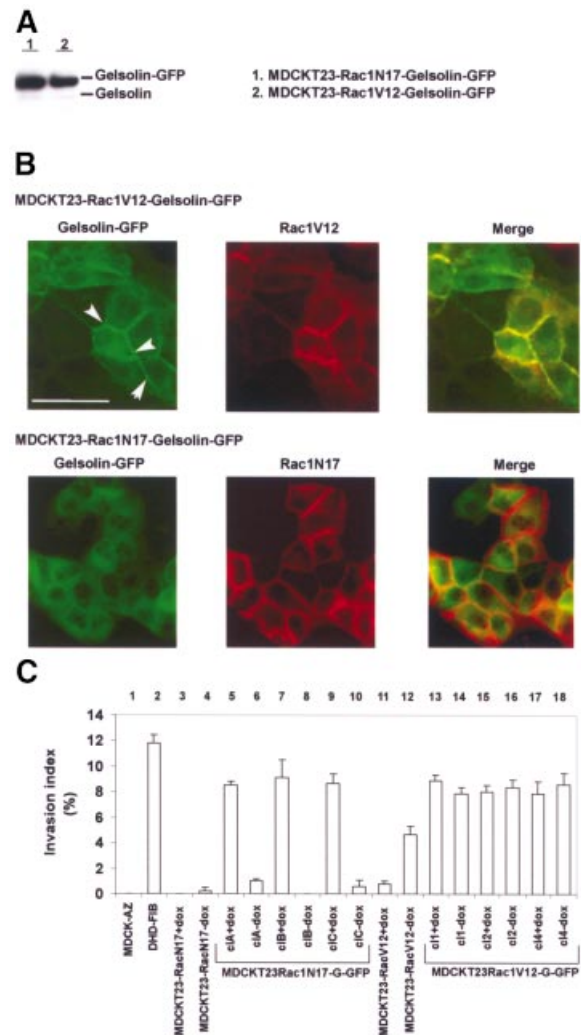 A
1 2
Gelsolin-GFP
Gelsolin
1. MDCKT23-Rac1N17-Gelsolin-GFP
2. MDCKT23-Rac1V12-Gelsolin-GFP
B
MDCKT23-Rac1V12-Gelsolin-GFP
Gelsolin-GFP Rac1V12 Merge
MDCKT23-Rac1N17-Gelsolin-GFP
Gelsolin-GFP Rac1N17 Merge
C
1 2 3 4 5 6 7 8 9 10 11 12 13 14 15 16 17 18
Invasion index
(%)
14
12
10
8
6
4
2
0
MDCK-AZ
DHD-FIB
MDCKT23-RacN17+dox
MDCKT23-RacN17-dox
clA+dox
clA-dox
clB+dox
clB-dox
clC+dox
clC-dox
MDCKT23-RacV12+dox
MDCKT23-RacV12-dox
cl1+dox
cl1-dox
cl2+dox
cl2-dox
cl4+dox
cl4-dox
MDCKT23Rac1N17-G-GFP
MDCKT23Rac1V12-G-GFP